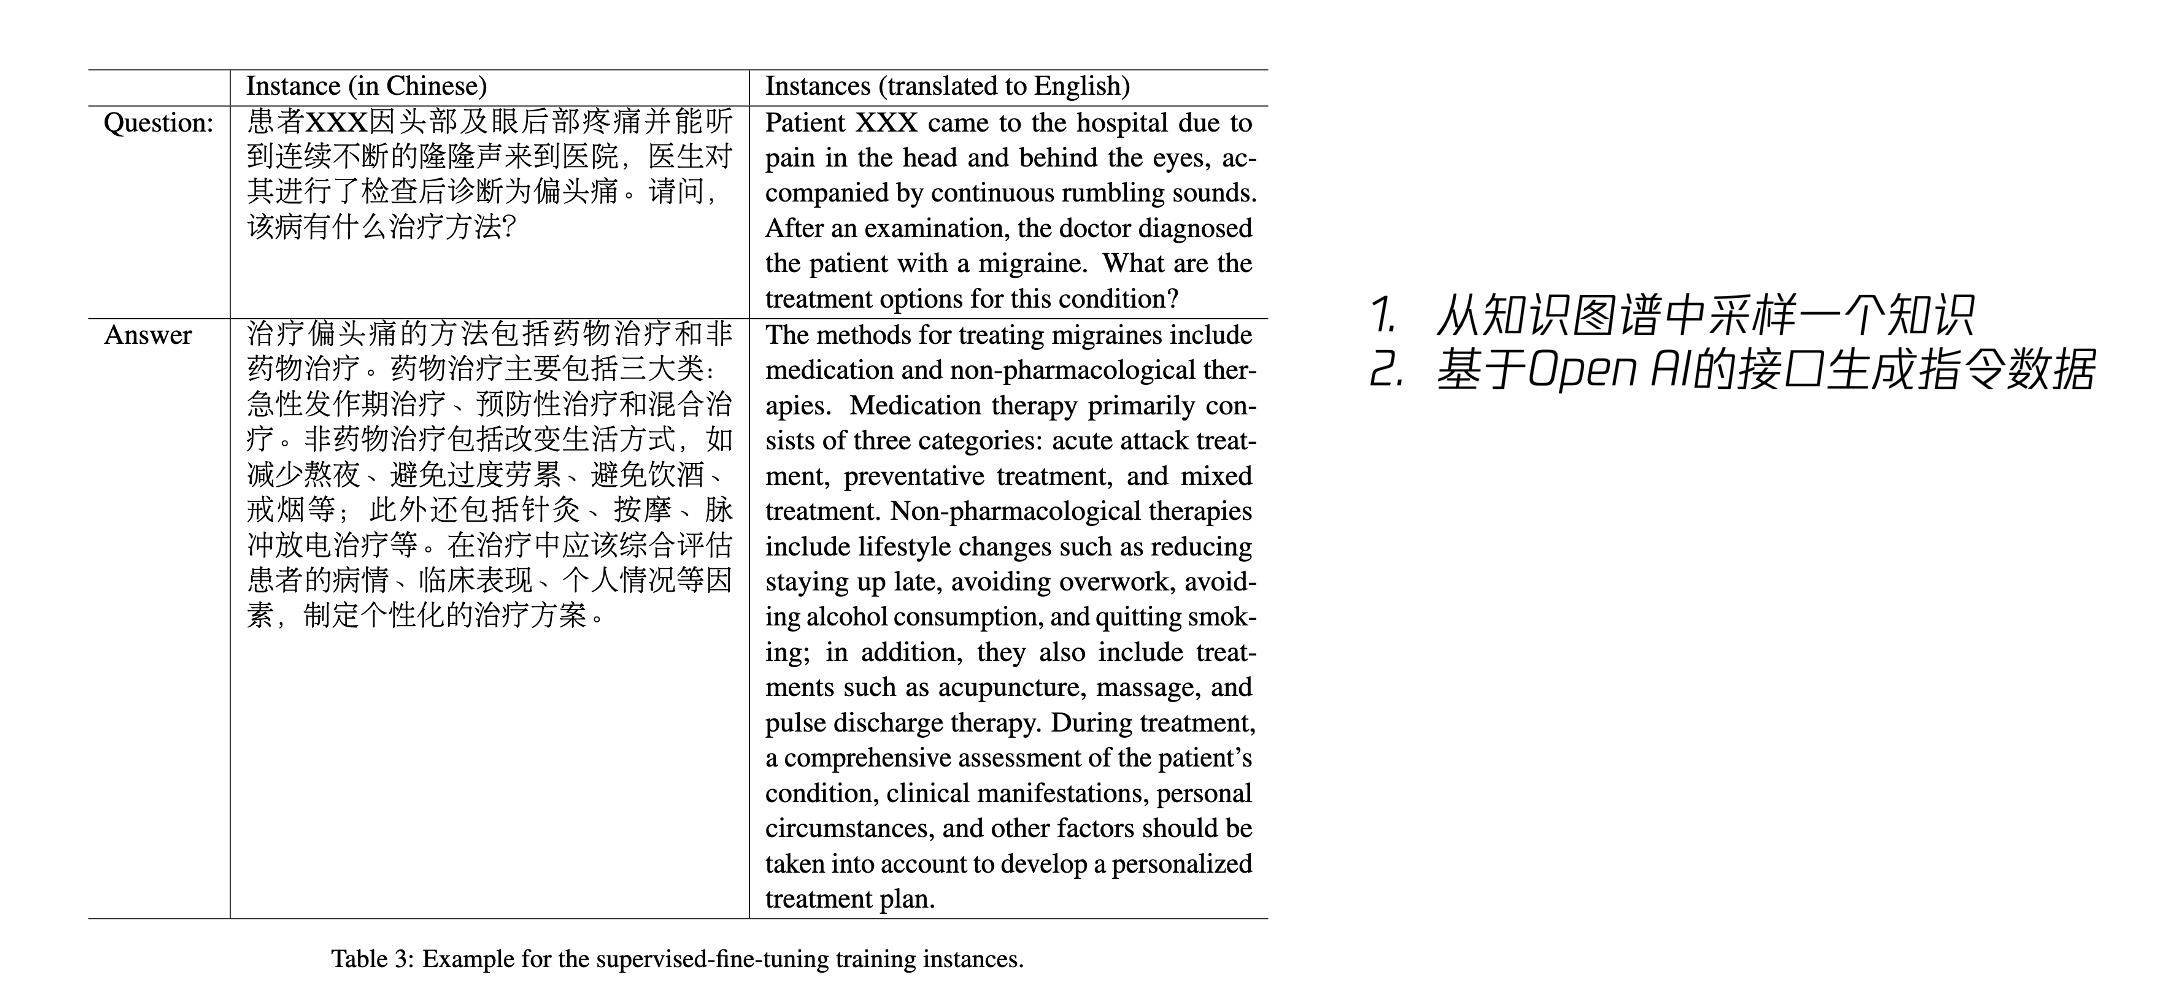 Instance (in Chinese)
Instances (translated to English)
Question:
患者XXX因头部及眼后部疼痛并能听
到连续不断的隆隆声来到医院，医生对
其进行了检查后诊断为偏头痛。请问，
该病有什么治疗方法？
Patient XXX came to the hospital due to
pain in the head and behind the eyes, ac-
companied by continuous rumbling sounds.
After an examination, the doctor diagnosed
the patient with a migraine. What are the
treatment options for this condition?
Answer
治疗偏头痛的方法包括药物治疗和非
药物治疗。药物治疗主要包括三大类：
急性发作期治疗、预防性治疗和混合治
疗。非药物治疗包括改变生活方式，如
减少熬夜、避免过度劳累、避免饮酒、
戒烟等；此外还包括针灸、按摩、脉
冲放电治疗等。在治疗中应该综合评估
患者的病情、临床表现、个人情况等因
素，制定个性化的治疗方案。
The methods for treating migraines include
medication and non-pharmacological ther-
apies. Medication therapy primarily con-
sists of three categories: acute attack treat-
ment, preventative treatment, and mixed
treatment. Non-pharmacological therapies
include lifestyle changes such as reducing
staying up late, avoiding overwork, avoid-
ing alcohol consumption, and quitting smok-
ing; in addition, they also include treat-
ments such as acupuncture, massage, and
pulse discharge therapy. During treatment,
a comprehensive assessment of the patient's
condition, clinical manifestations, personal
circumstances, and other factors should be
taken into account to develop a personalized
treatment plan.
Table 3: Example for the supervised-fine-tuning training instances.
1. 从知识图谱中采样一个知识
2. 基于Open AI的接口生成指令数据